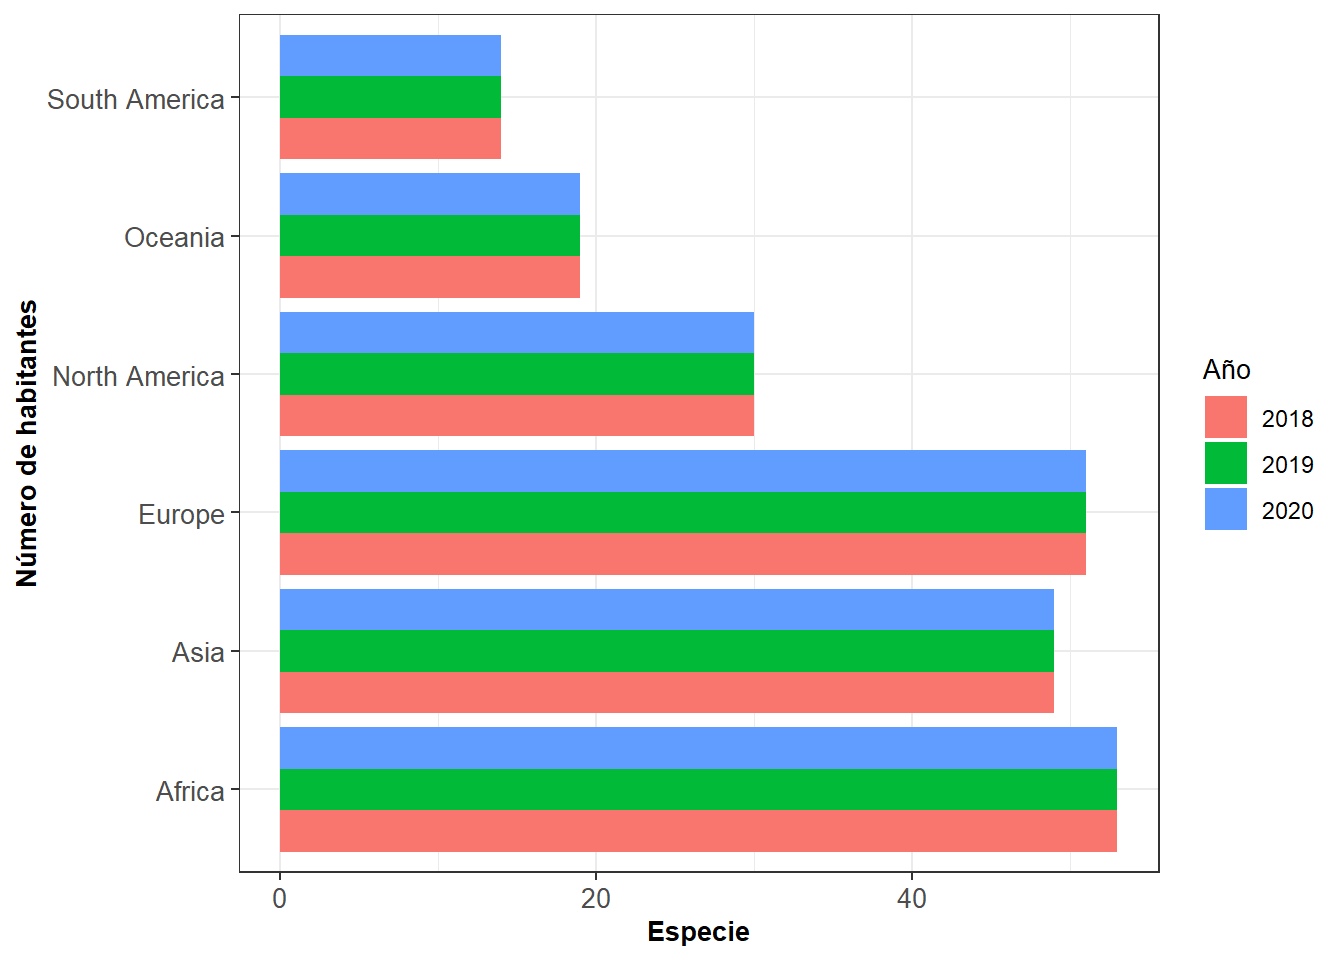 South America
Oceania
North America
Europe
Asia
Africa
Número de habitantes
0 20 40
Especie
Año
2018
2019
2020